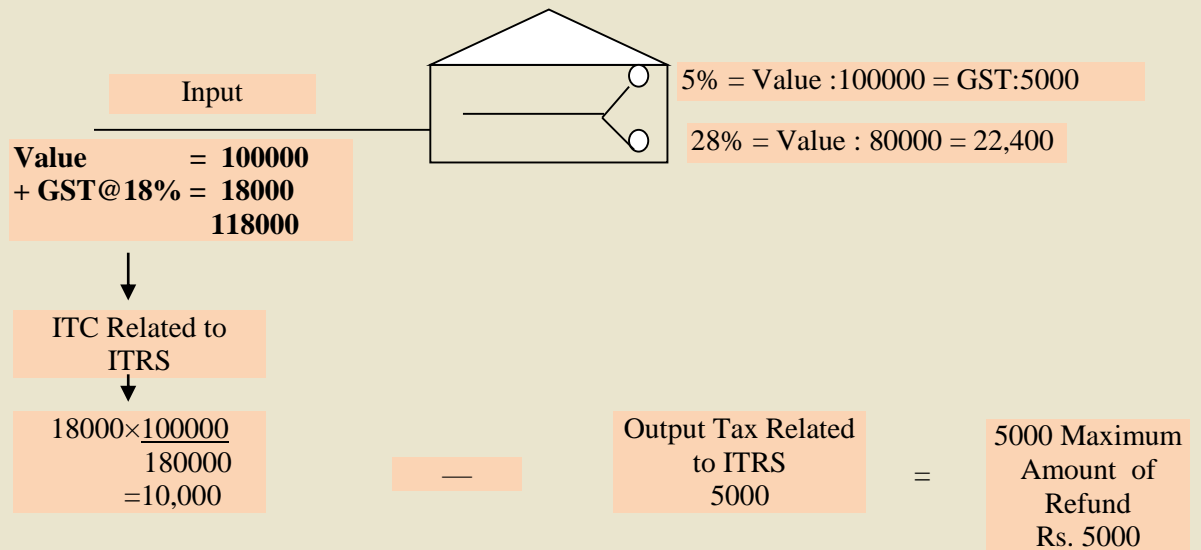 Input
5% = Value :100000 = GST:5000
28% = Value : 80000 = 22,400
Value = 100000
+ GST@18% = 18000
118000
ITC Related to
ITRS
18000×100000
180000
=10,000
—
Output Tax Related
to ITRS
5000
=
5000 Maximum
Amount of
Refund
Rs. 5000